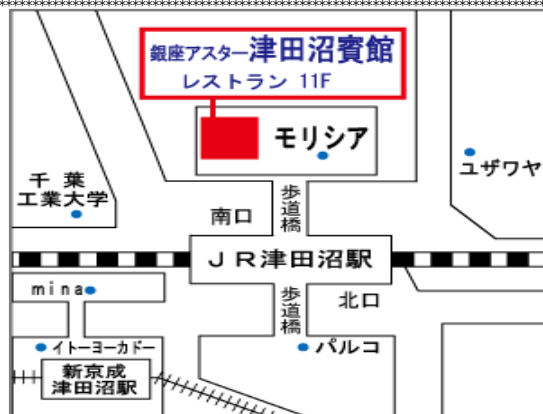 銀座アスター津田沼賓館
レストラン 11F
モリシア
ユザワヤ
千葉
工業大学
南口
歩道橋
JR津田沼駅
mina
歩道橋
北口
イトーヨーカドー
パルコ
新京成
津田沼駅